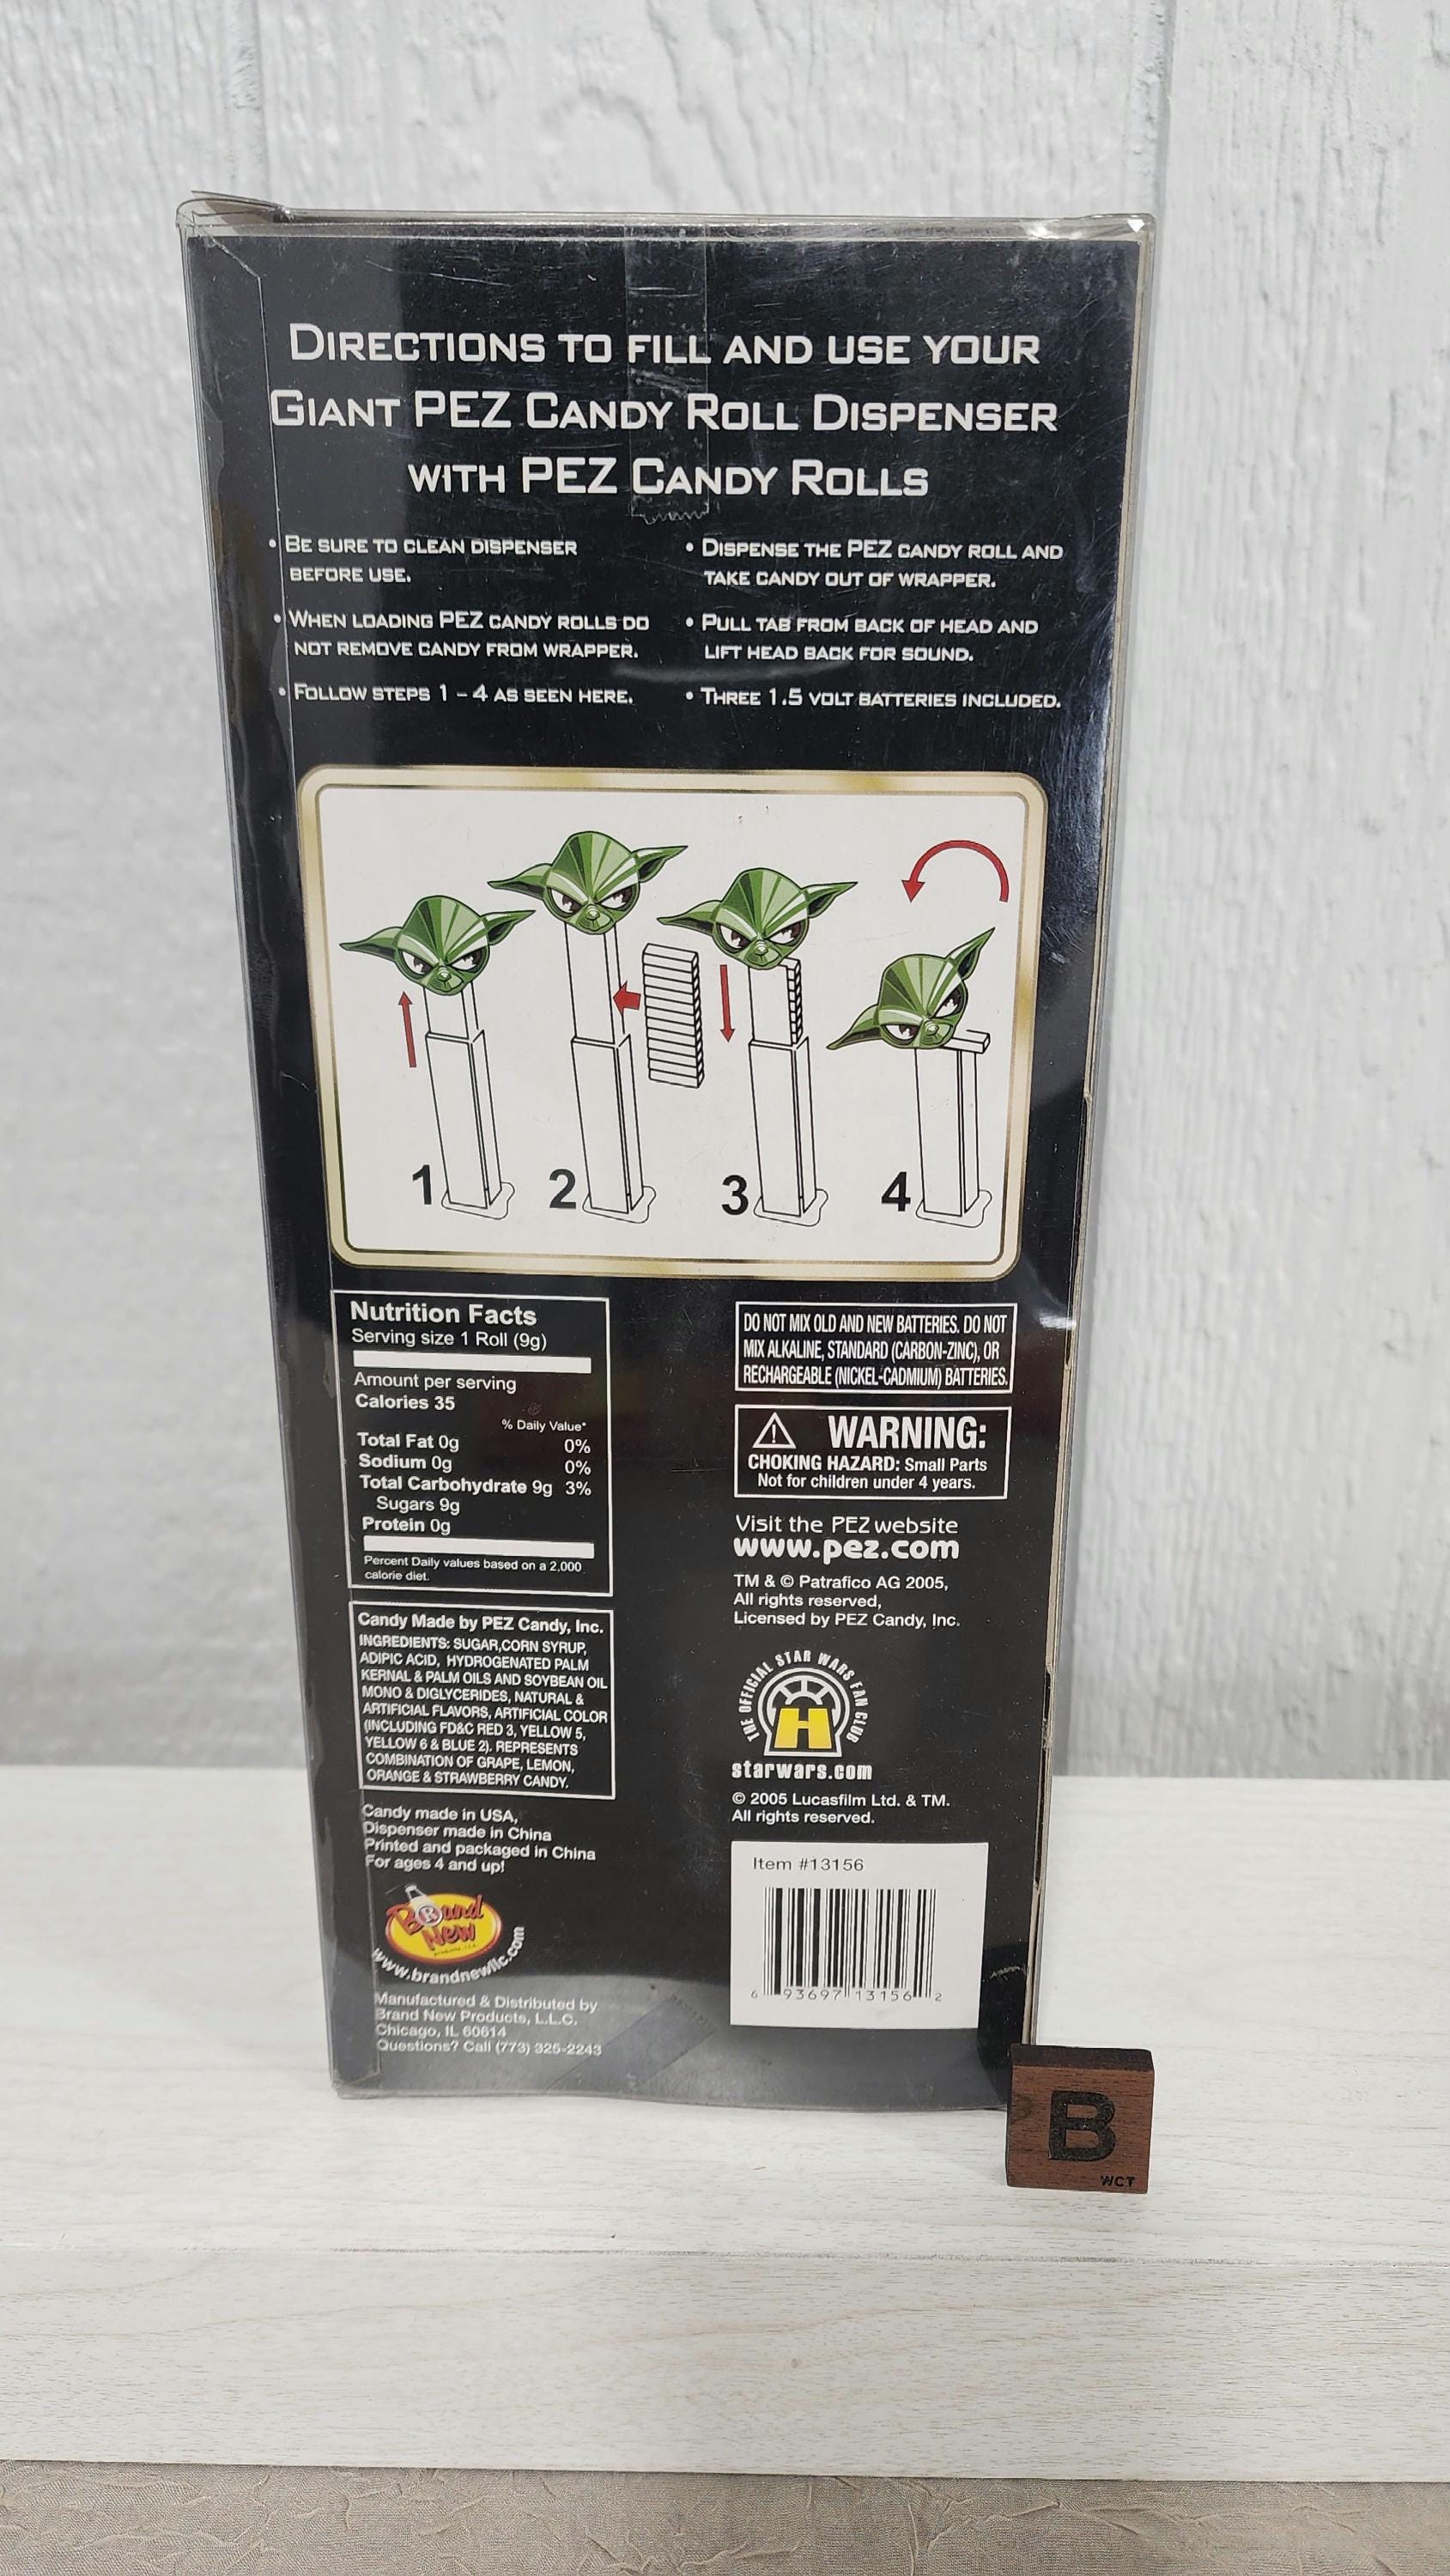 DIRECTIONS TO FILL AND USE YOUR
GIANT PEZ CANDY ROLL DISPENSER
WITH PEZ CANDY ROLLS
• BE SURE TO CLEAN DISPENSER
BEFORE USE.
• WHEN LOADING PEZ CANDY ROLLS DO
NOT REMOVE CANDY FROM WRAPPER.
• FOLLOW STEPS 1 – 4 AS SEEN HERE.
• DISPENSE THE PEZ CANDY ROLL AND
TAKE CANDY OUT OF WRAPPER.
• PULL TAB FROM BACK OF HEAD AND
LIFT HEAD BACK FOR SOUND.
• THREE 1.5 VOLT BATTERIES INCLUDED.
1 2 3 4
Nutrition Facts
Serving size 1 Roll (9g)
Amount per serving
Calories 35
% Daily Value*
Total Fat 0g 0%
Sodium 0g 0%
Total Carbohydrate 9g 3%
Sugars 9g
Protein 0g
Percent Daily values based on a 2,000
calorie diet.
Candy Made by PEZ Candy, Inc.
INGREDIENTS: SUGAR,CORN SYRUP,
ADIPIC ACID, HYDROGENATED PALM
KERNAL & PALM OILS AND SOYBEAN OIL
MONO & DIGLYCERIDES, NATURAL &
ARTIFICIAL FLAVORS, ARTIFICIAL COLOR
(INCLUDING FD&C RED 3, YELLOW 5,
YELLOW 6 & BLUE 2). REPRESENTS
COMBINATION OF GRAPE, LEMON,
ORANGE & STRAWBERRY CANDY.
Candy made in USA,
Dispenser made in China
Printed and packaged in China
For ages 4 and up!
Brand
New
www.brandnewllc.com
Manufactured & Distributed by
Brand New Products, L.L.C.
Chicago, IL 60614
Questions? Call (773) 325-2243
DO NOT MIX OLD AND NEW BATTERIES. DO NOT
MIX ALKALINE, STANDARD (CARBON-ZINC), OR
RECHARGEABLE (NICKEL-CADMIUM) BATTERIES.
WARNING:
CHOKING HAZARD: Small Parts
Not for children under 4 years.
Visit the PEZ website
www.pez.com
TM & © Patrafico AG 2005,
All rights reserved,
Licensed by PEZ Candy, Inc.
THE OFFICIAL STAR WARS FAN CLUB
H
starwars.com
© 2005 Lucasfilm Ltd. & TM.
All rights reserved.
Item #13156
6 93697 13156 2
B
WCT